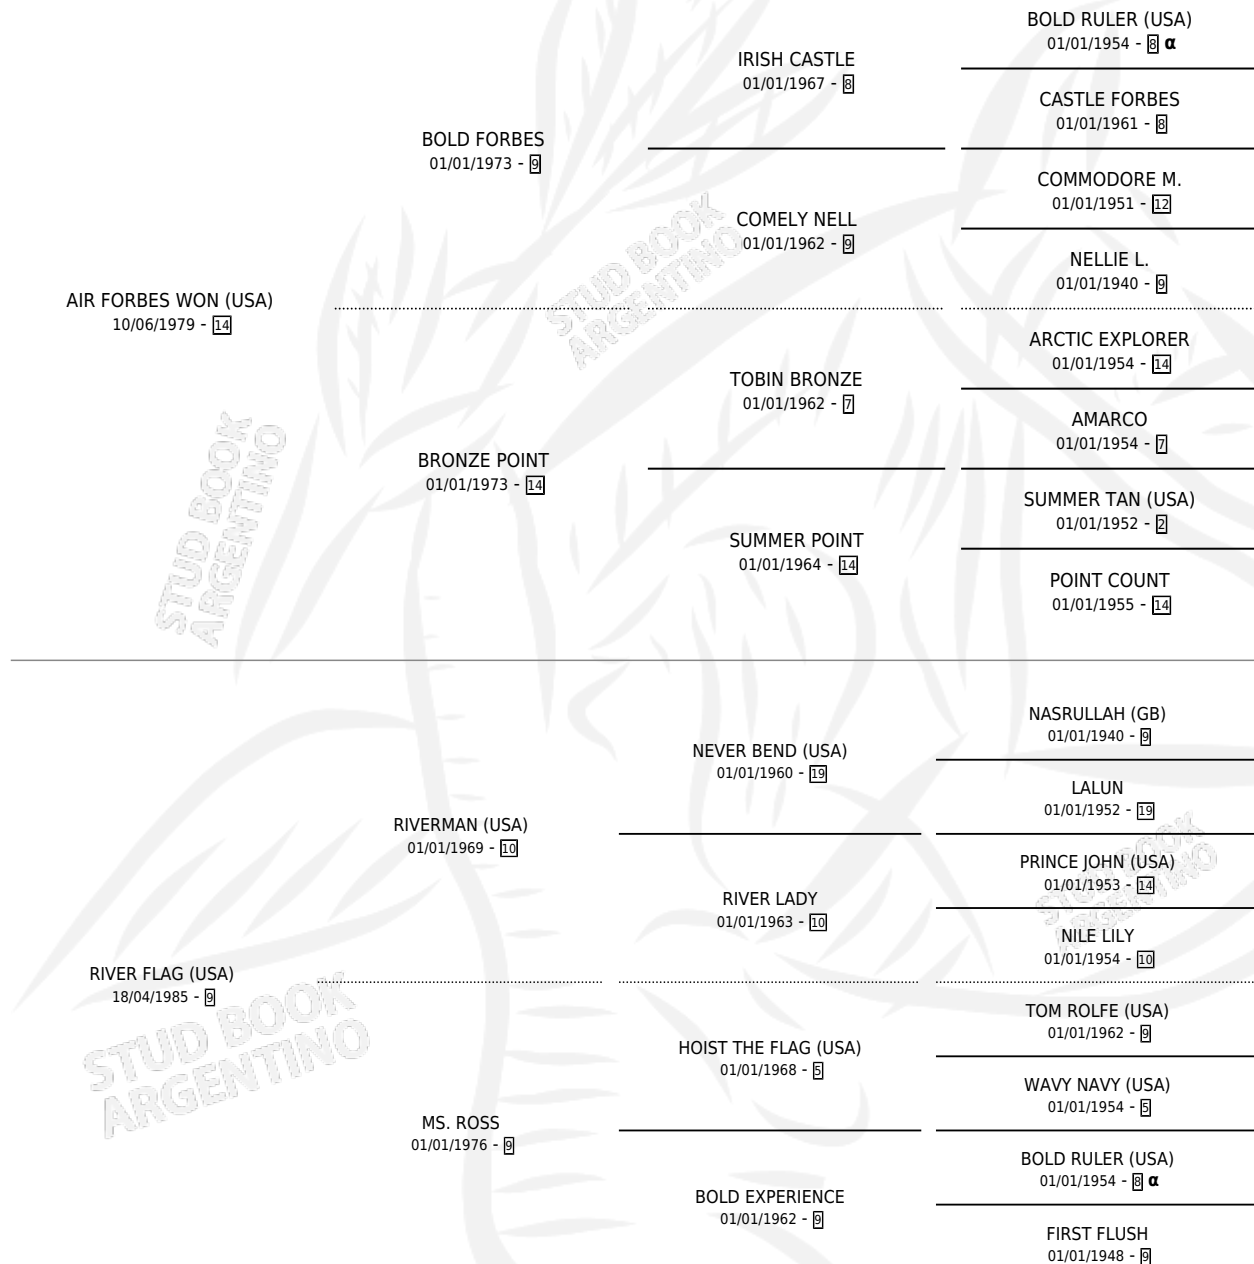 BOLD RULER (USA)
01/01/1954 - 8 α
IRISH CASTLE
01/01/1967 - 8
CASTLE FORBES
01/01/1961 - 8
BOLD FORBES
01/01/1973 - 9
COMMODORE M.
01/01/1951 - 12
COMELY NELL
01/01/1962 - 9
NELLIE L.
01/01/1940 - 9
AIR FORBES WON (USA)
10/06/1979 - 14
STUD BOOK
ARGENTINO
ARCTIC EXPLORER
01/01/1954 - 14
TOBIN BRONZE
01/01/1962 - 7
AMARCO
01/01/1954 - 7
BRONZE POINT
01/01/1973 - 14
SUMMER TAN (USA)
01/01/1952 - 2
SUMMER POINT
01/01/1964 - 14
POINT COUNT
01/01/1955 - 14
STUD BOOK
ARGENTINO
NASRULLAH (GB)
01/01/1940 - 9
NEVER BEND (USA)
01/01/1960 - 19
LALUN
01/01/1952 - 19
RIVERMAN (USA)
01/01/1969 - 10
PRINCE JOHN (USA)
01/01/1953 - 14
STUD BOOK
ARGENTINO
RIVER LADY
01/01/1963 - 10
NILE LILY
01/01/1954 - 10
RIVER FLAG (USA)
18/04/1985 - 9
STUD BOOK
ARGENTINO
TOM ROLFE (USA)
01/01/1962 - 9
HOIST THE FLAG (USA)
01/01/1968 - 5
WAVY NAVY (USA)
01/01/1954 - 5
MS. ROSS
01/01/1976 - 9
BOLD RULER (USA)
01/01/1954 - 8 α
BOLD EXPERIENCE
01/01/1962 - 9
FIRST FLUSH
01/01/1948 - 9